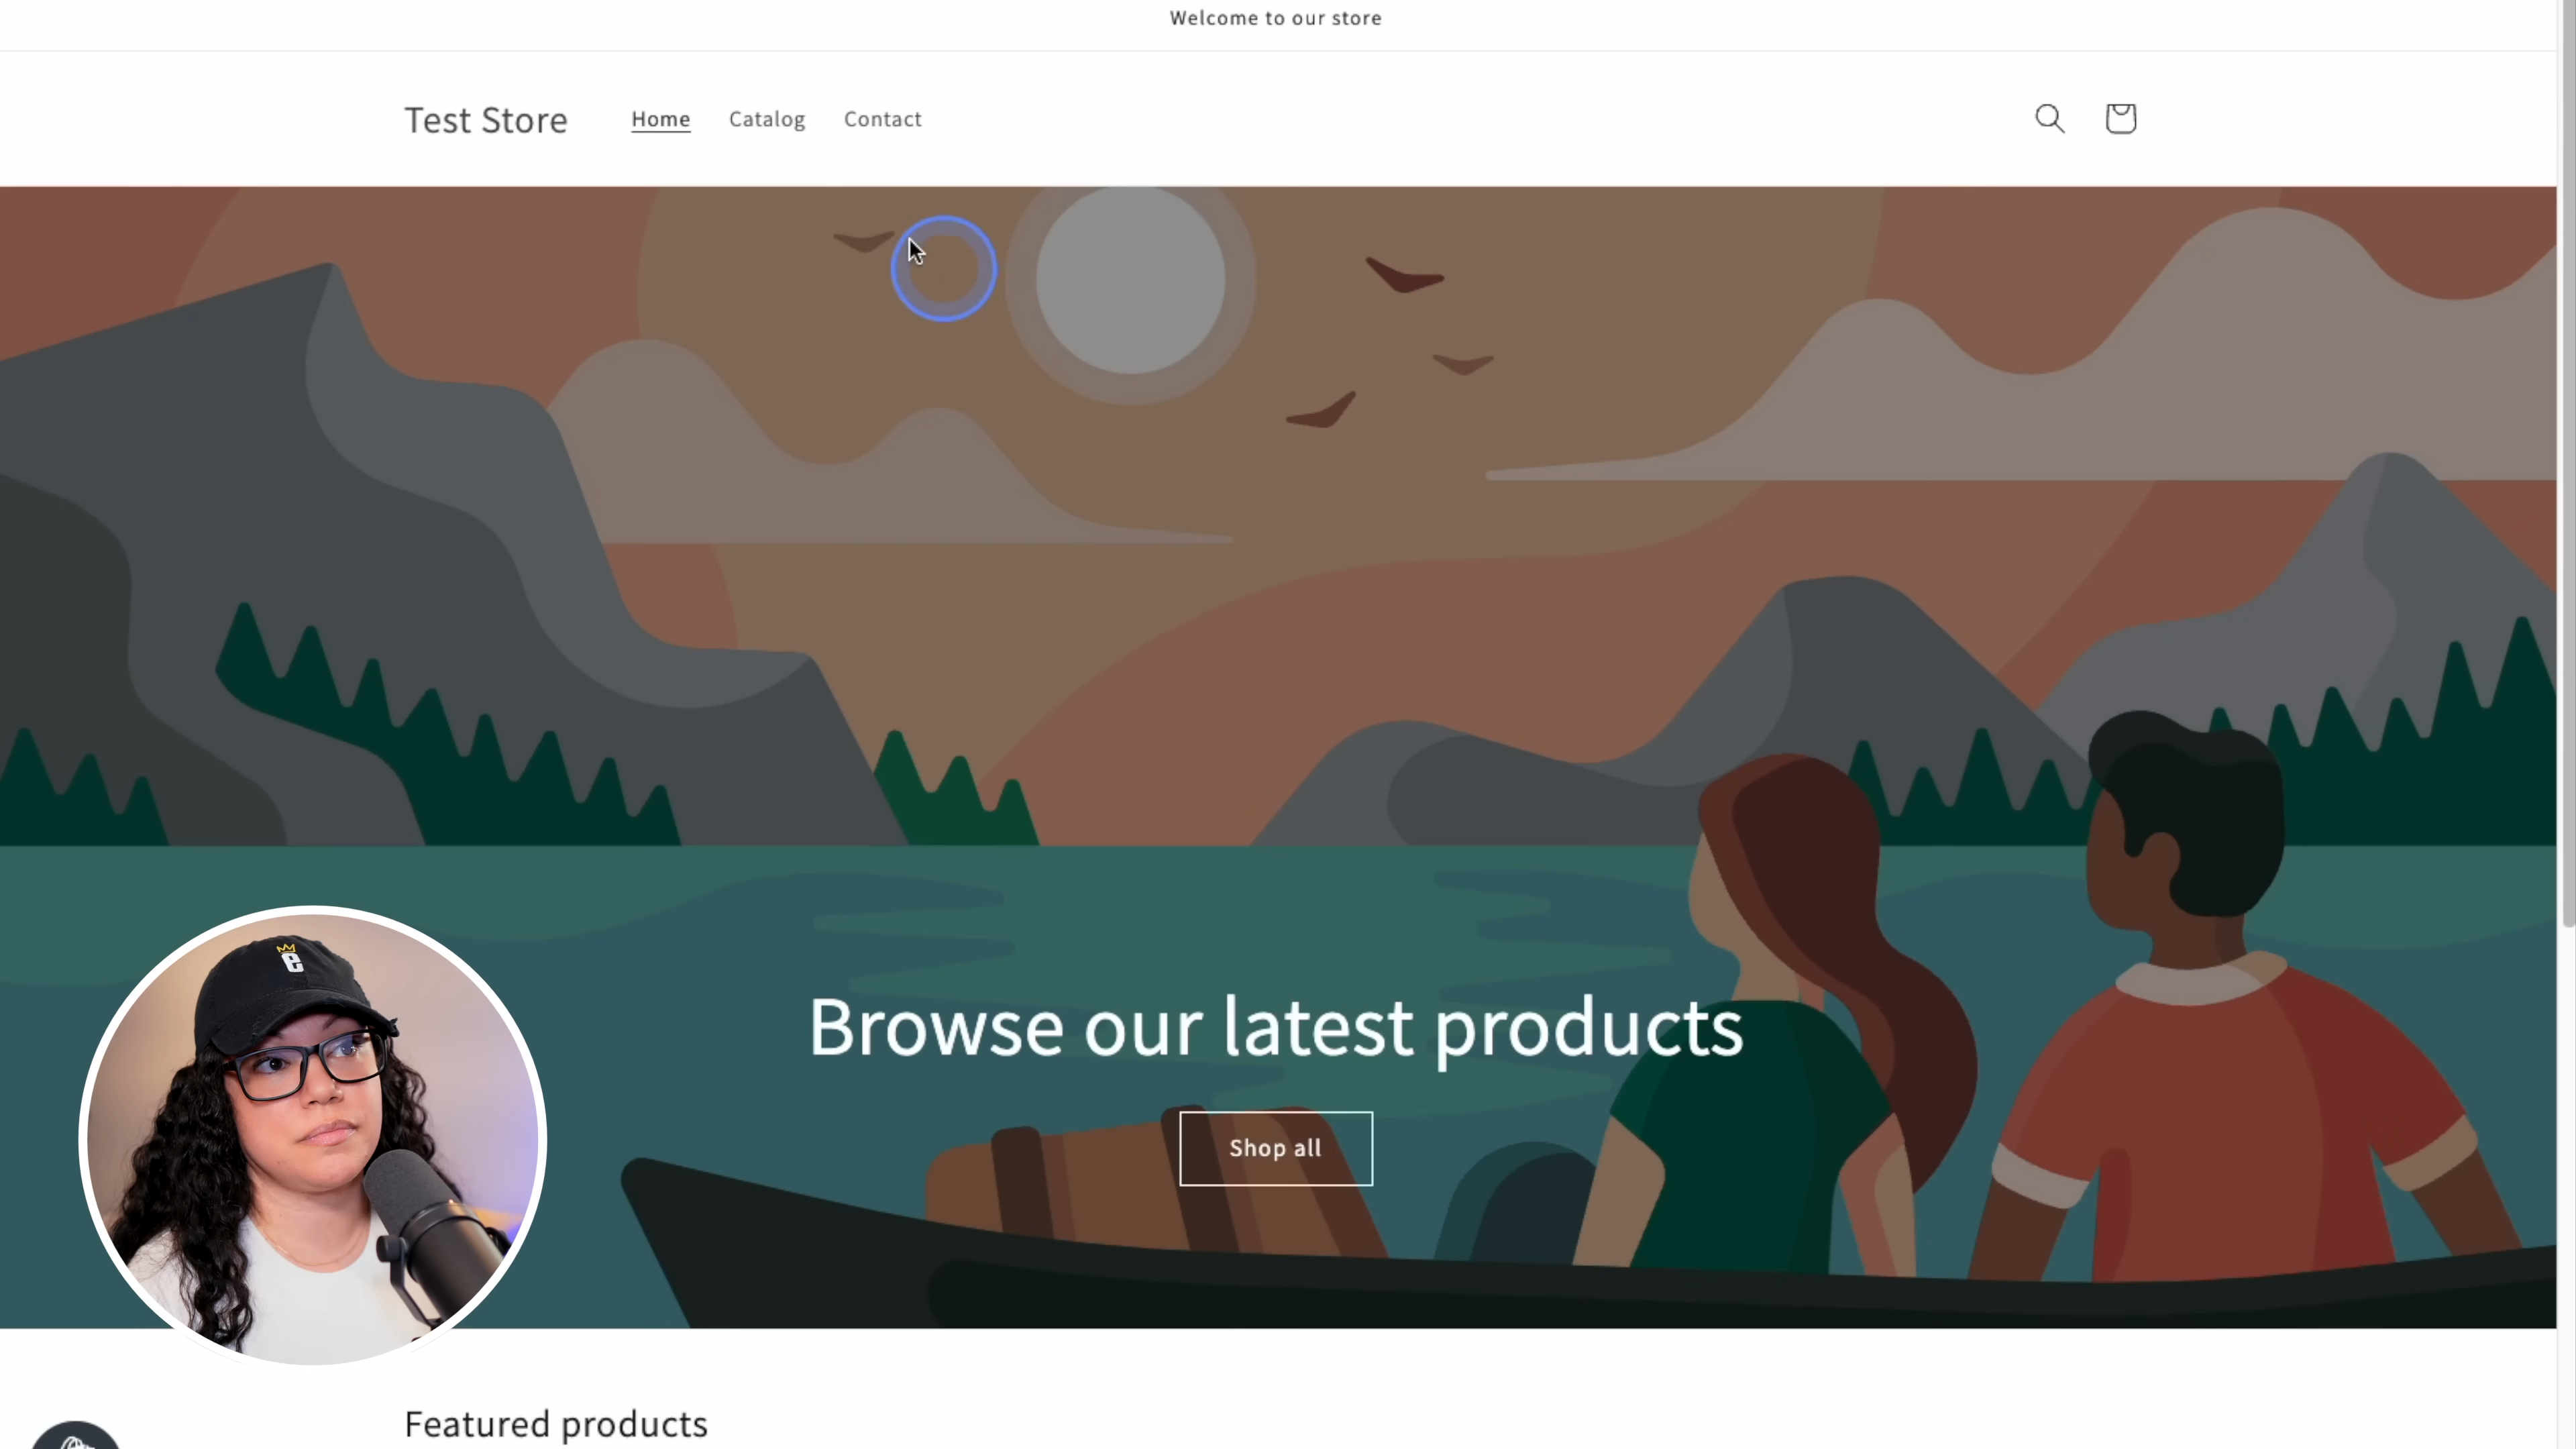 Welcome to our store
Test Store
Home
Catalog
Contact
e
Browse our latest products
Shop all
Featured products